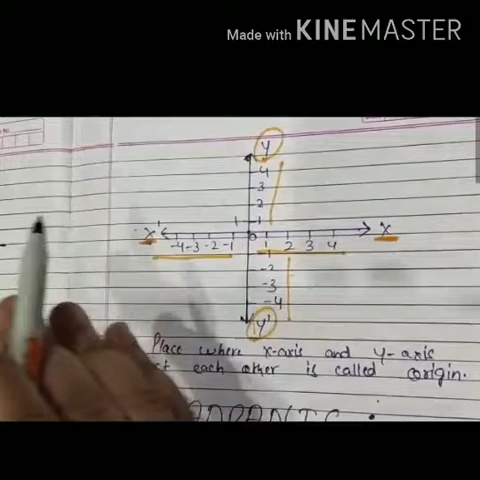 Made with KINEMASTER
y
4
3
2
1
x' -4 -3 -2 -1 0 1 2 3 4 x
-1
-2
-3
-4
y'
Place where x-axis and y-axis
each other is called origin.